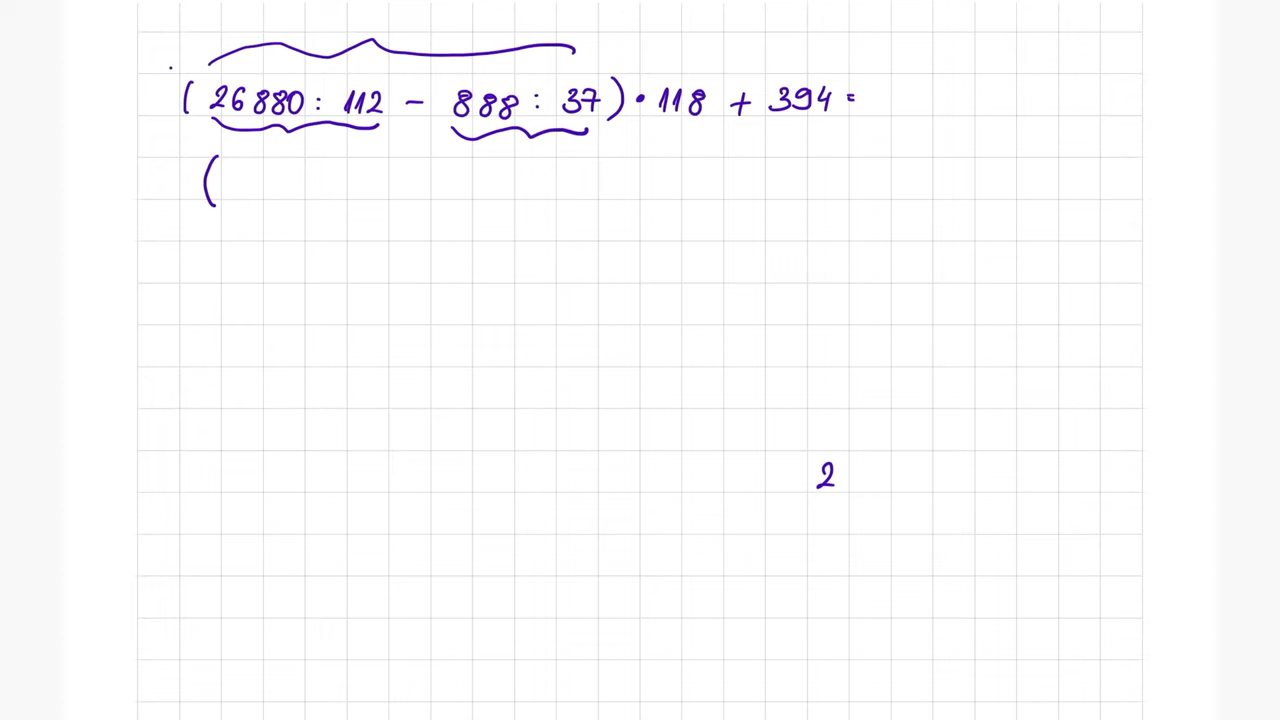 ( 26880 : 112 - 888 : 37 ) · 118 + 394 =
(
2